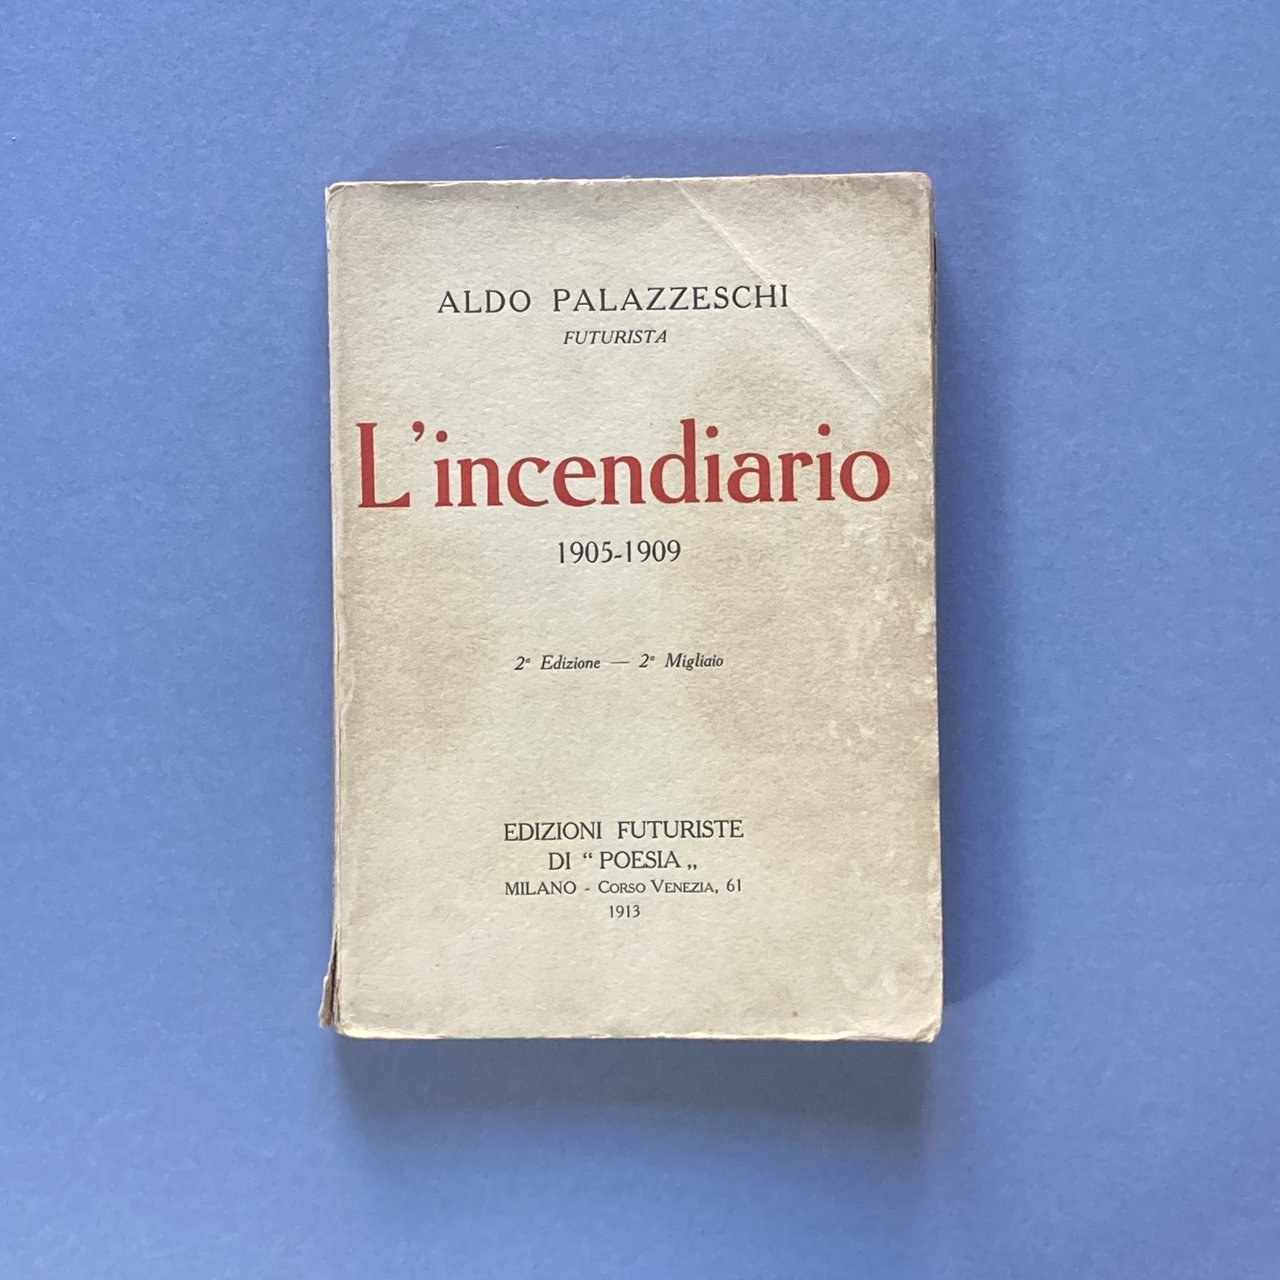 ALDO PALAZZESCHI
FUTURISTA
L'incendiario
1905-1909
2ª Edizione — 2º Migliaio
EDIZIONI FUTURISTE
DI “ POESIA „
MILANO - Corso Venezia, 61
1913